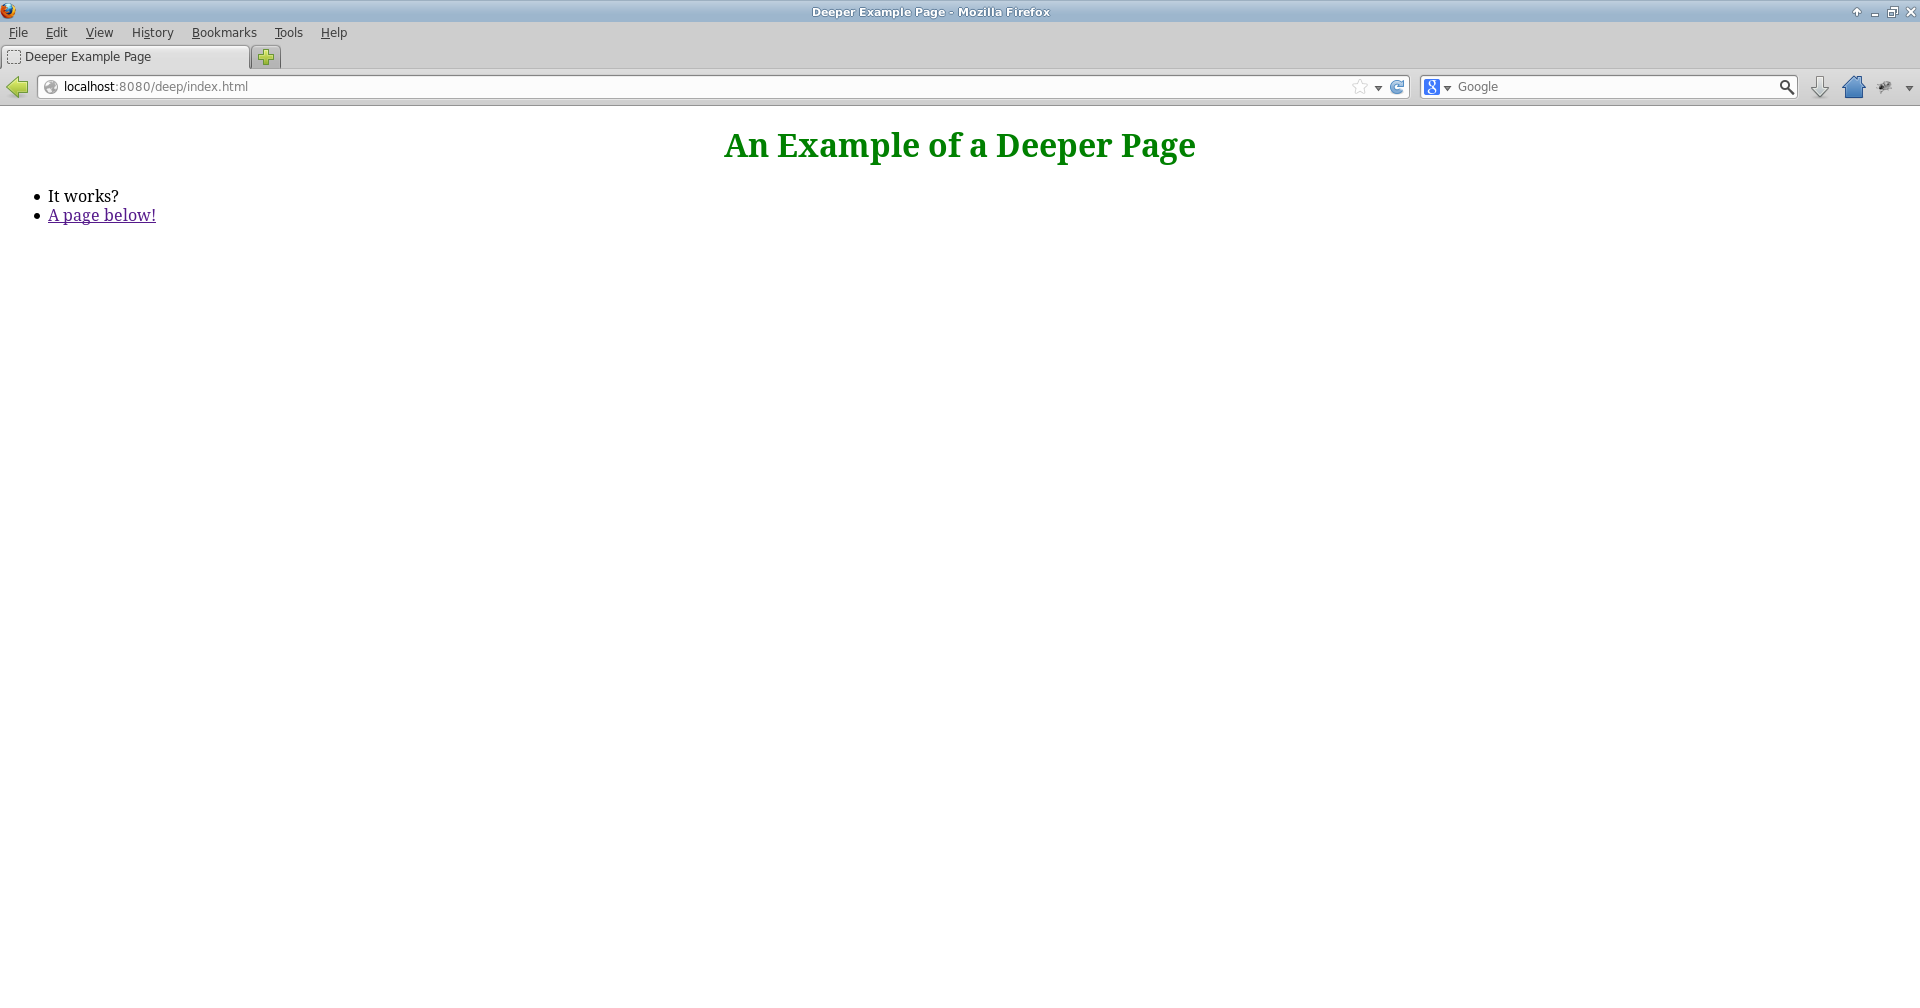 Deeper Example Page - Mozilla Firefox
File Edit View History Bookmarks Tools Help
Deeper Example Page
localhost:8080/deep/index.html
8 Google
An Example of a Deeper Page
It works?
A page below!